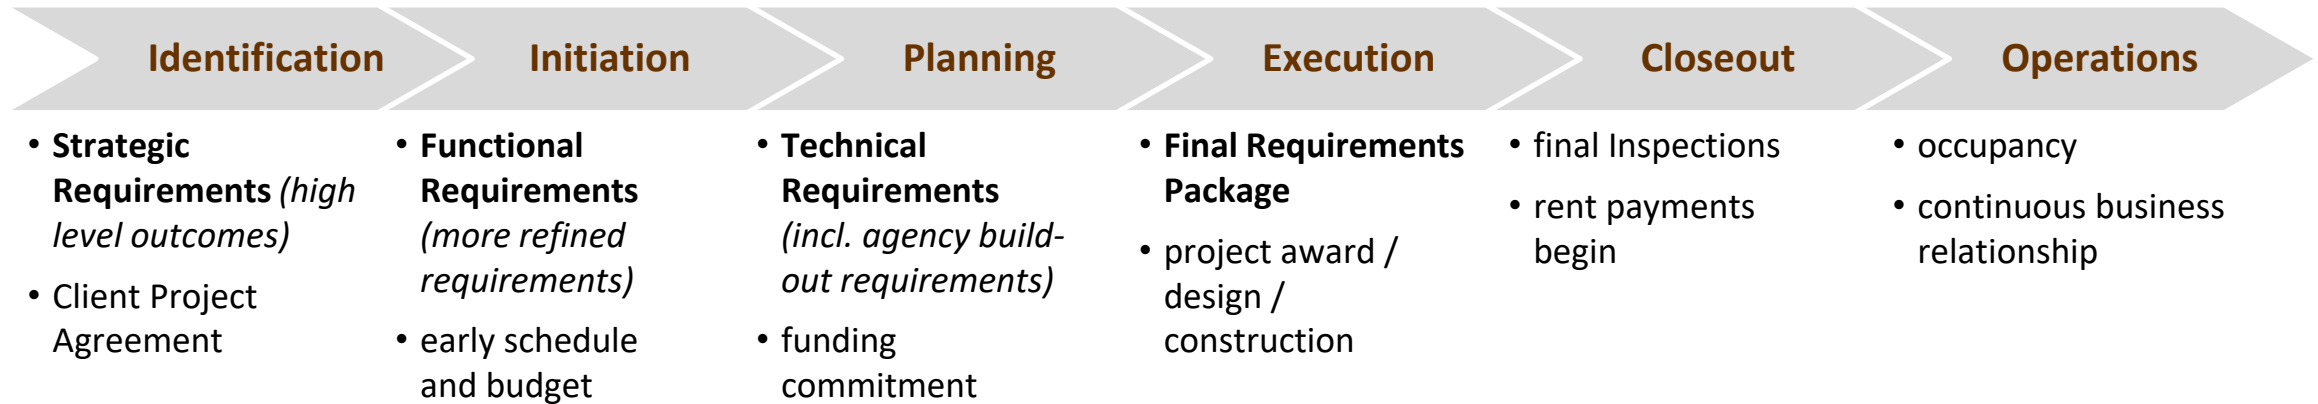 Identification
Initiation
Planning
Execution
Closeout
Operations
• Strategic
Requirements (high
level outcomes)
• Client Project
Agreement
• Functional
Requirements
(more refined
requirements)
• early schedule
and budget
• Technical
Requirements
(incl. agency build-
out requirements)
• funding
commitment
• Final Requirements
Package
• project award /
design /
construction
• final Inspections
• rent payments
begin
• occupancy
• continuous business
relationship